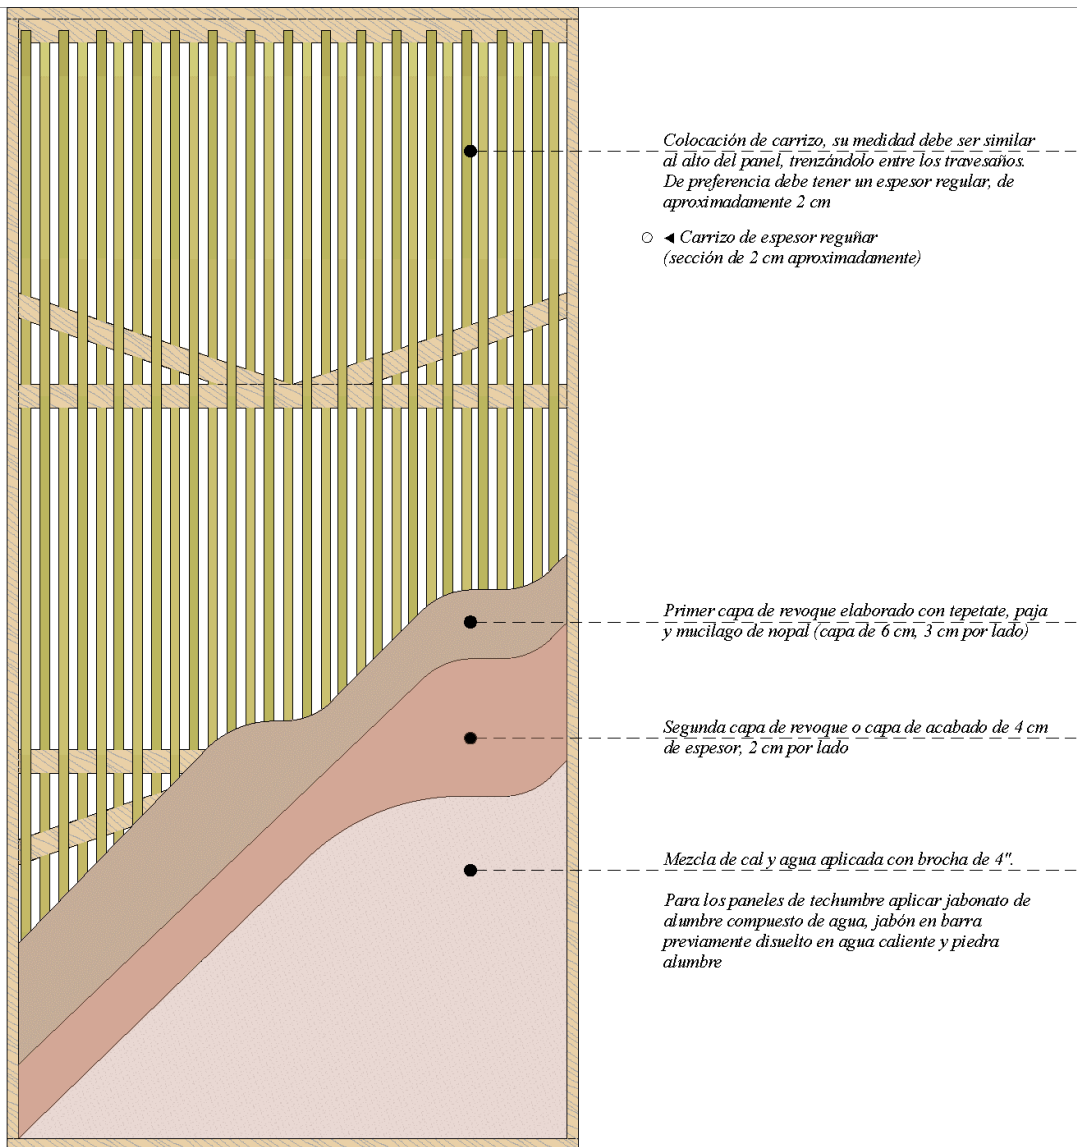 Colocación de carrizo, su medidad debe ser similar
al alto del panel, trenzándolo entre los travesaños.
De preferencia debe tener un espesor regular, de
aproximadamente 2 cm
Carrizo de espesor reguñar
(sección de 2 cm aproximadamente)
Primer capa de revoque elaborado con tepetate, paja
y mucilago de nopal (capa de 6 cm, 3 cm por lado)
Segunda capa de revoque o capa de acabado de 4 cm
de espesor, 2 cm por lado
Mezcla de cal y agua aplicada con brocha de 4".
Para los paneles de techumbre aplicar jabonato de
alumbre compuesto de agua, jabón en barra
previamente disuelto en agua caliente y piedra
alumbre